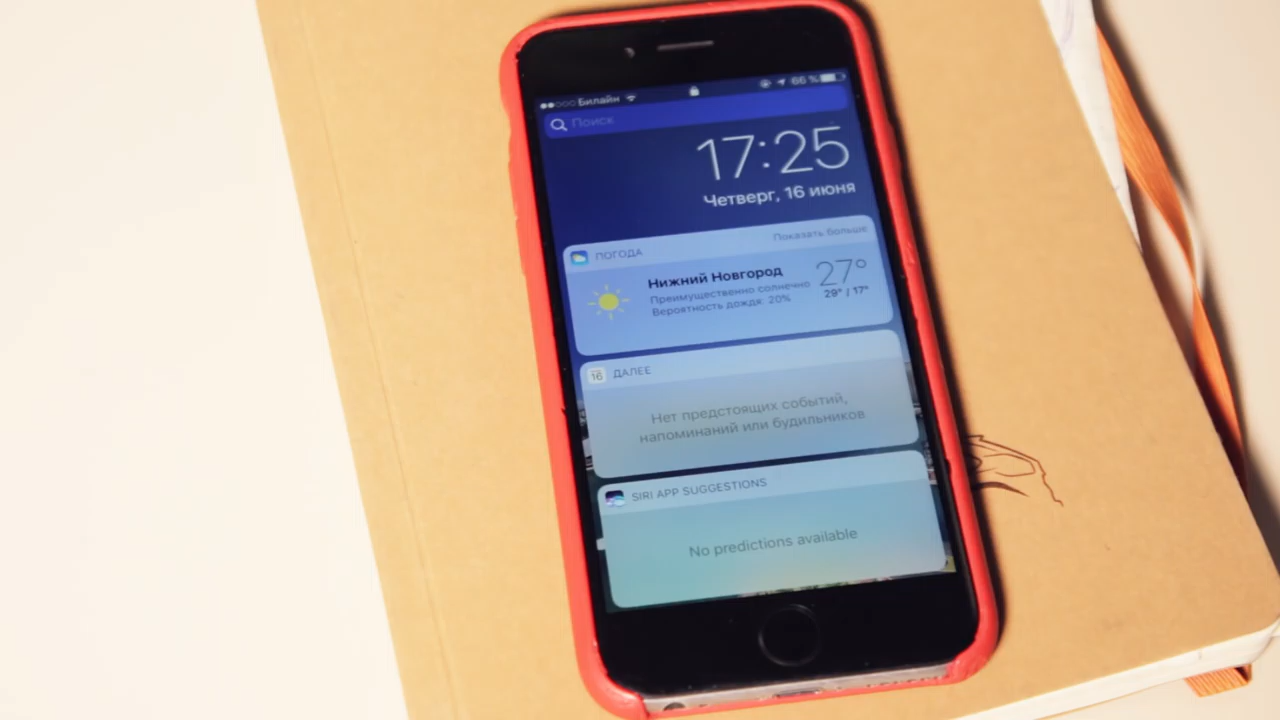 Билайн 66 %
Поиск
17:25
Четверг, 16 июня
ПОГОДА Показать больше
Нижний Новгород 27°
Преимущественно солнечно 29° / 17°
Вероятность дождя: 20%
16 ДАЛЕЕ
Нет предстоящих событий,
напоминаний или будильников
SIRI APP SUGGESTIONS
No predictions available